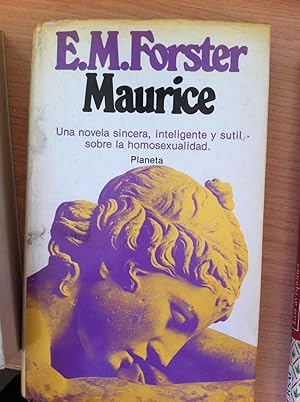 E.M.Forster
Maurice
Una novela sincera, inteligente y sutil
sobre la homosexualidad.
Planeta